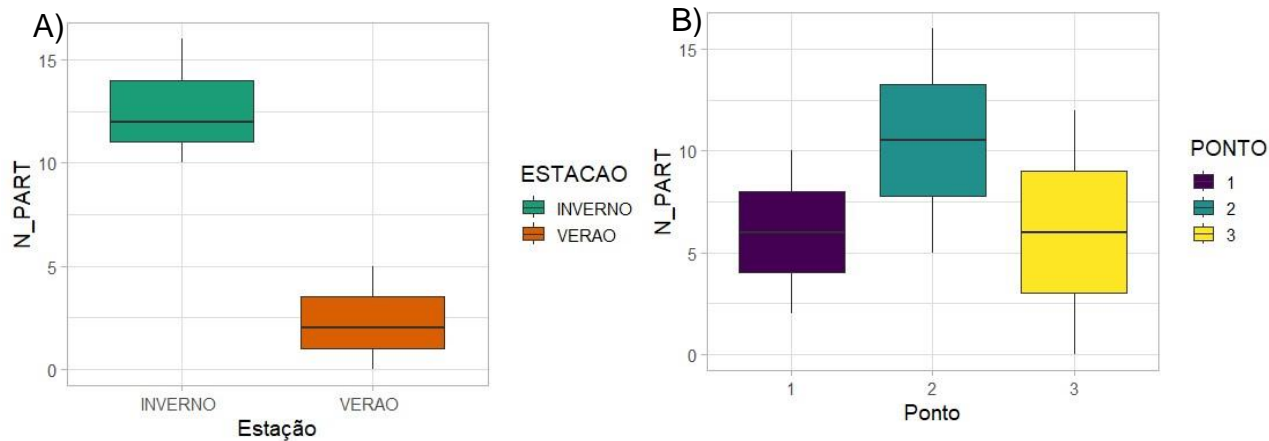 A)
15
10
5
0
N_PART
INVERNO
VERAO
Estação
ESTACAO
INVERNO
VERAO
B)
15
10
5
0
N_PART
1
2
3
Ponto
PONTO
1
2
3